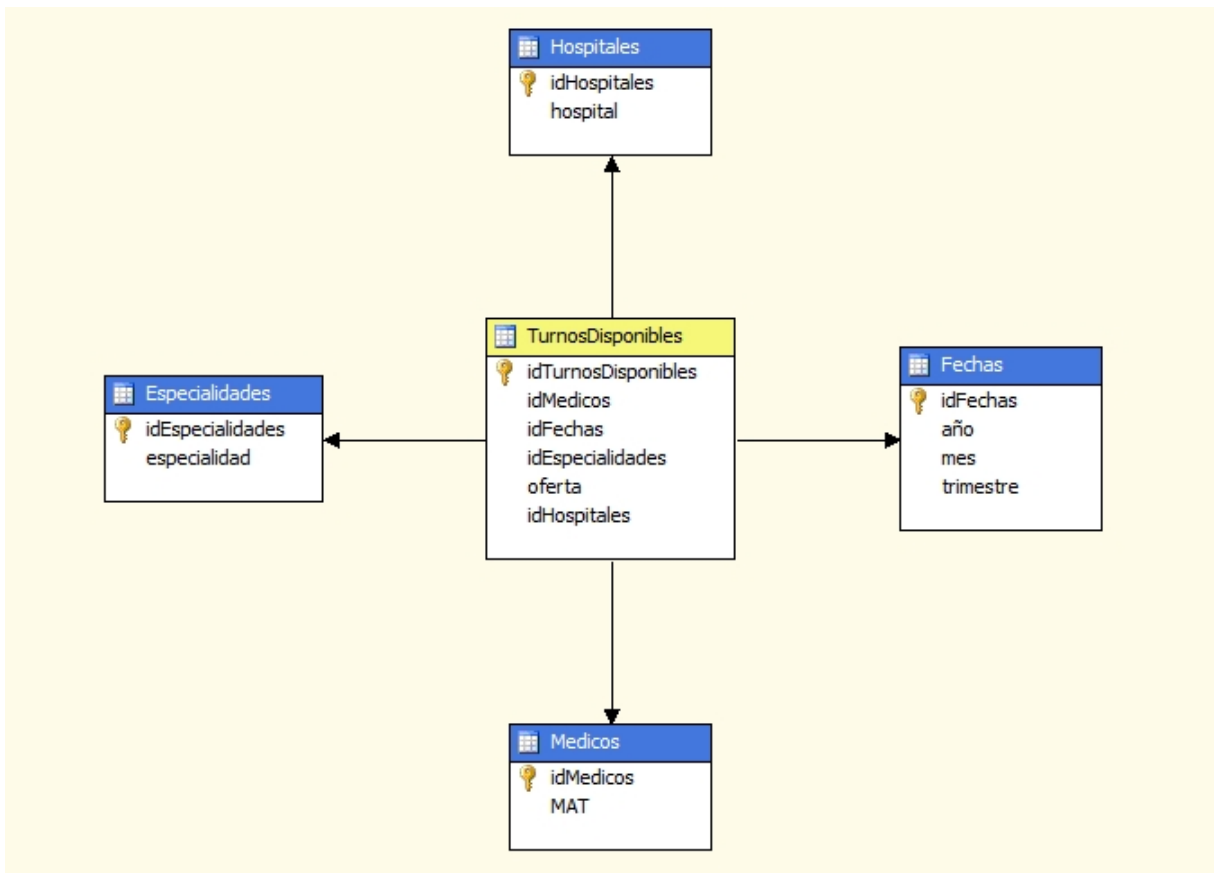 Hospitales
idHospitales
hospital
TurnosDisponibles
idTurnosDisponibles
idMedicos
idFechas
idEspecialidades
oferta
idHospitales
Especialidades
idEspecialidades
especialidad
Fechas
idFechas
año
mes
trimestre
Medicos
idMedicos
MAT